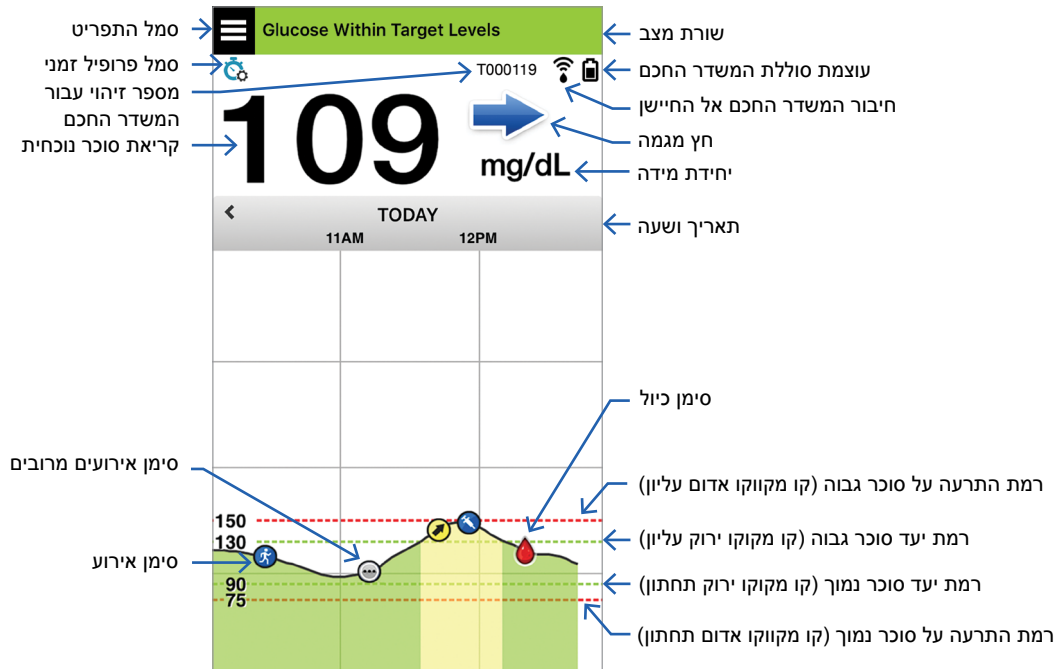 סמל התפריט
Glucose Within Target Levels
שורת מצב
סמל פרופיל זמני
T000119
עוצמת סוללת המשדר החכם
מספר זיהוי עבור
המשדר החכם
חיבור המשדר החכם אל החיישן
קריאת סוכר נוכחית
109
חץ מגמה
mg/dL
יחידת מידה
TODAY
תאריך ושעה
11AM 12PM
סימן כיול
סימן אירועים מרובים
רמת התרעה על סוכר גבוה (קו מקווקו אדום עליון)
150
רמת יעד סוכר גבוה (קו מקוקו ירוק עליון)
130
סימן אירוע
רמת יעד סוכר נמוך (קו מקוקו ירוק תחתון)
90
75
רמת התרעה על סוכר נמוך (קו מקווקו אדום תחתון)